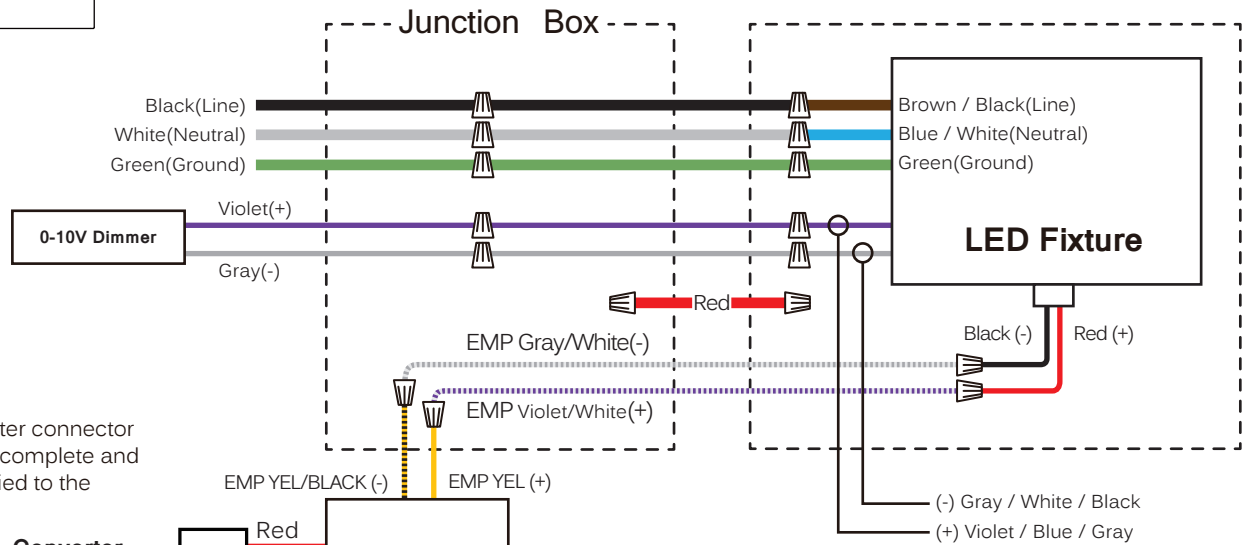 Junction Box
Black(Line)
White(Neutral)
Green(Ground)
Brown / Black(Line)
Blue / White(Neutral)
Green(Ground)
Violet(+)
0-10V Dimmer
Gray(-)
LED Fixture
Red
Black (-)
Red (+)
EMP Gray/White(-)
EMP Violet/White(+)
ter connector
complete and
ied to the
EMP YEL/BLACK (-)
EMP YEL (+)
(-) Gray / White / Black
(+) Violet / Blue / Gray
Red
Converter